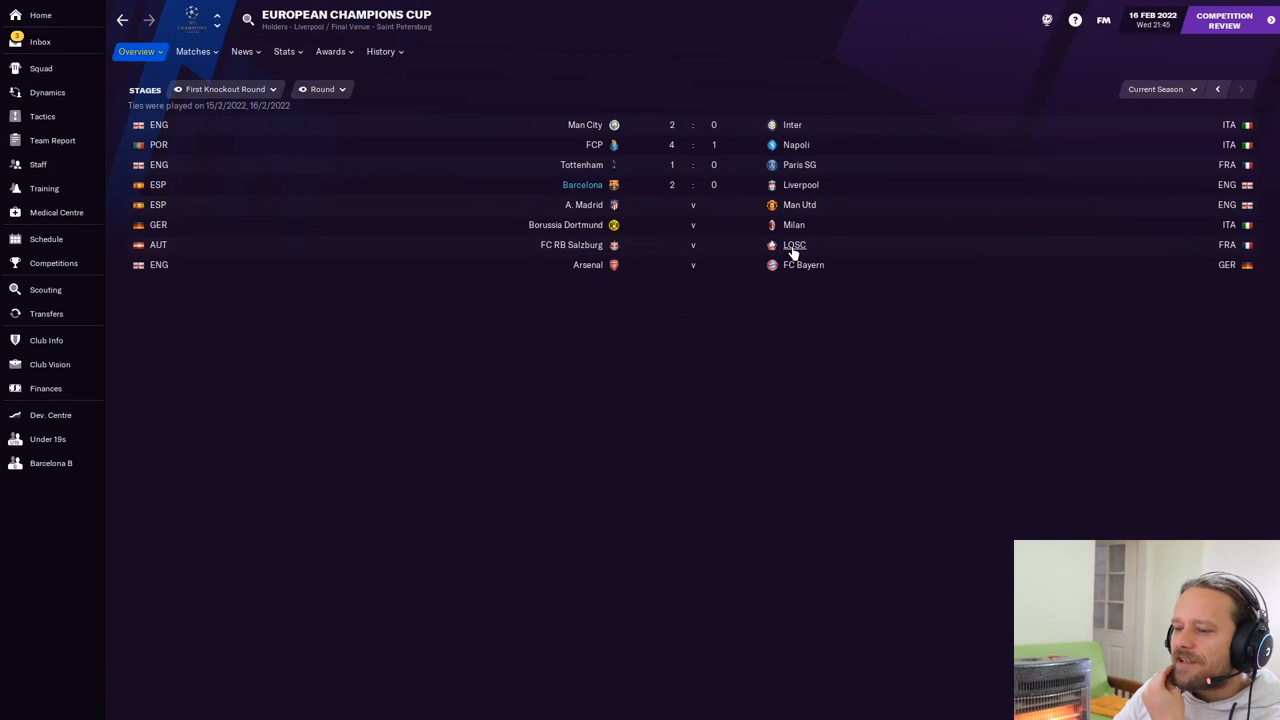 Home
EUROPEAN CHAMPIONS CUP
Holders - Liverpool / Final Venue - Saint Petersburg
FM
16 FEB 2022
Wed 21:45
COMPETITION
REVIEW
3
Inbox
Overview
Matches
News
Stats
Awards
History
Squad
Dynamics
Tactics
Team Report
Staff
Training
Medical Centre
Schedule
Competitions
Scouting
Transfers
Club Info
Club Vision
Finances
Dev. Centre
Under 19s
Barcelona B
STAGES First Knockout Round Round Current Season
Ties were played on 15/2/2022, 16/2/2022
ENG Man City 2 : 0 Inter ITA
POR FCP 4 : 1 Napoli ITA
ENG Tottenham 1 : 0 Paris SG FRA
ESP Barcelona 2 : 0 Liverpool ENG
ESP A. Madrid v Man Utd ENG
GER Borussia Dortmund v Milan ITA
AUT FC RB Salzburg v LOSC FRA
ENG Arsenal v FC Bayern GER